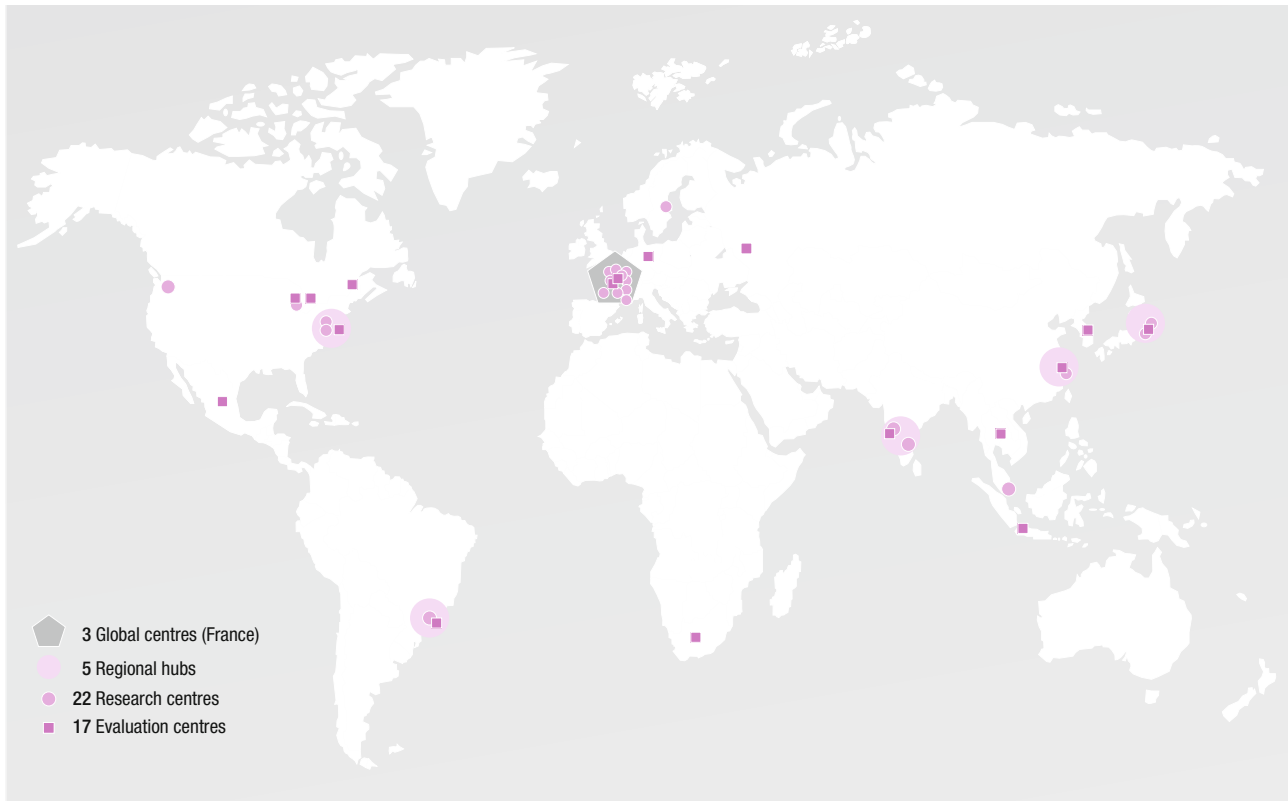 3 Global centres (France)
5 Regional hubs
22 Research centres
17 Evaluation centres